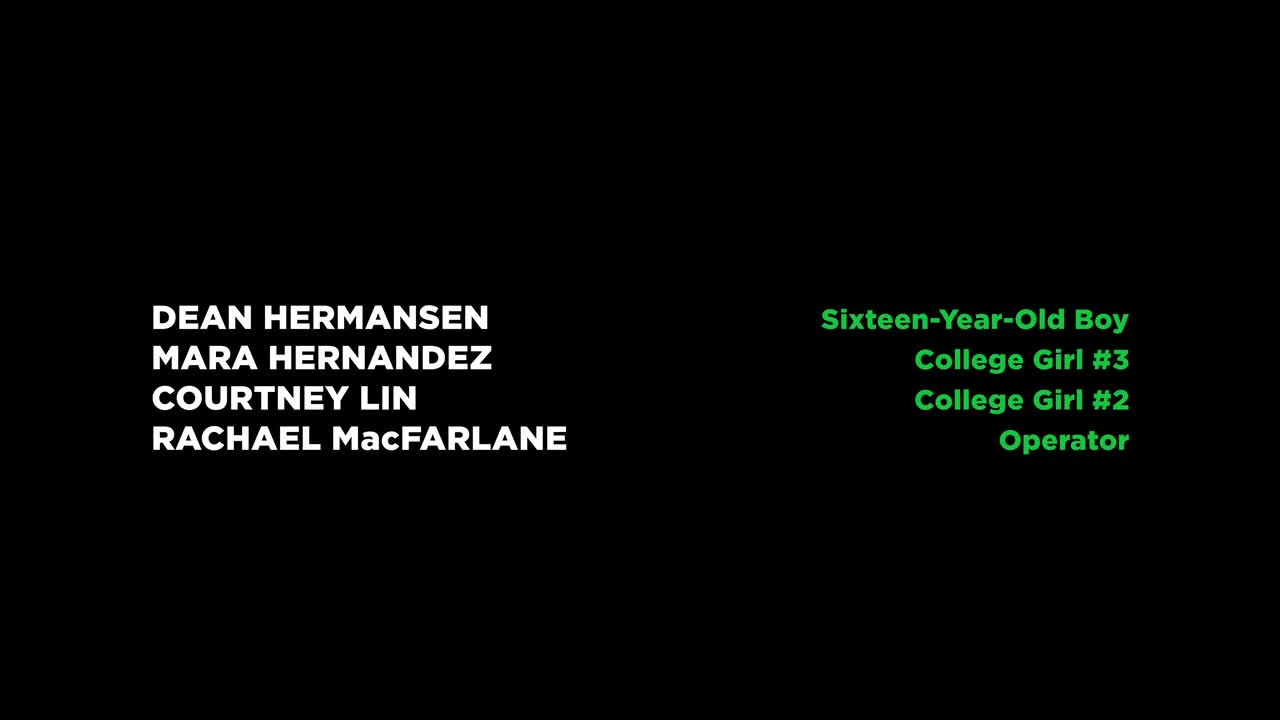 DEAN HERMANSEN Sixteen-Year-Old Boy
MARA HERNANDEZ College Girl #3
COURTNEY LIN College Girl #2
RACHAEL MacFARLANE Operator